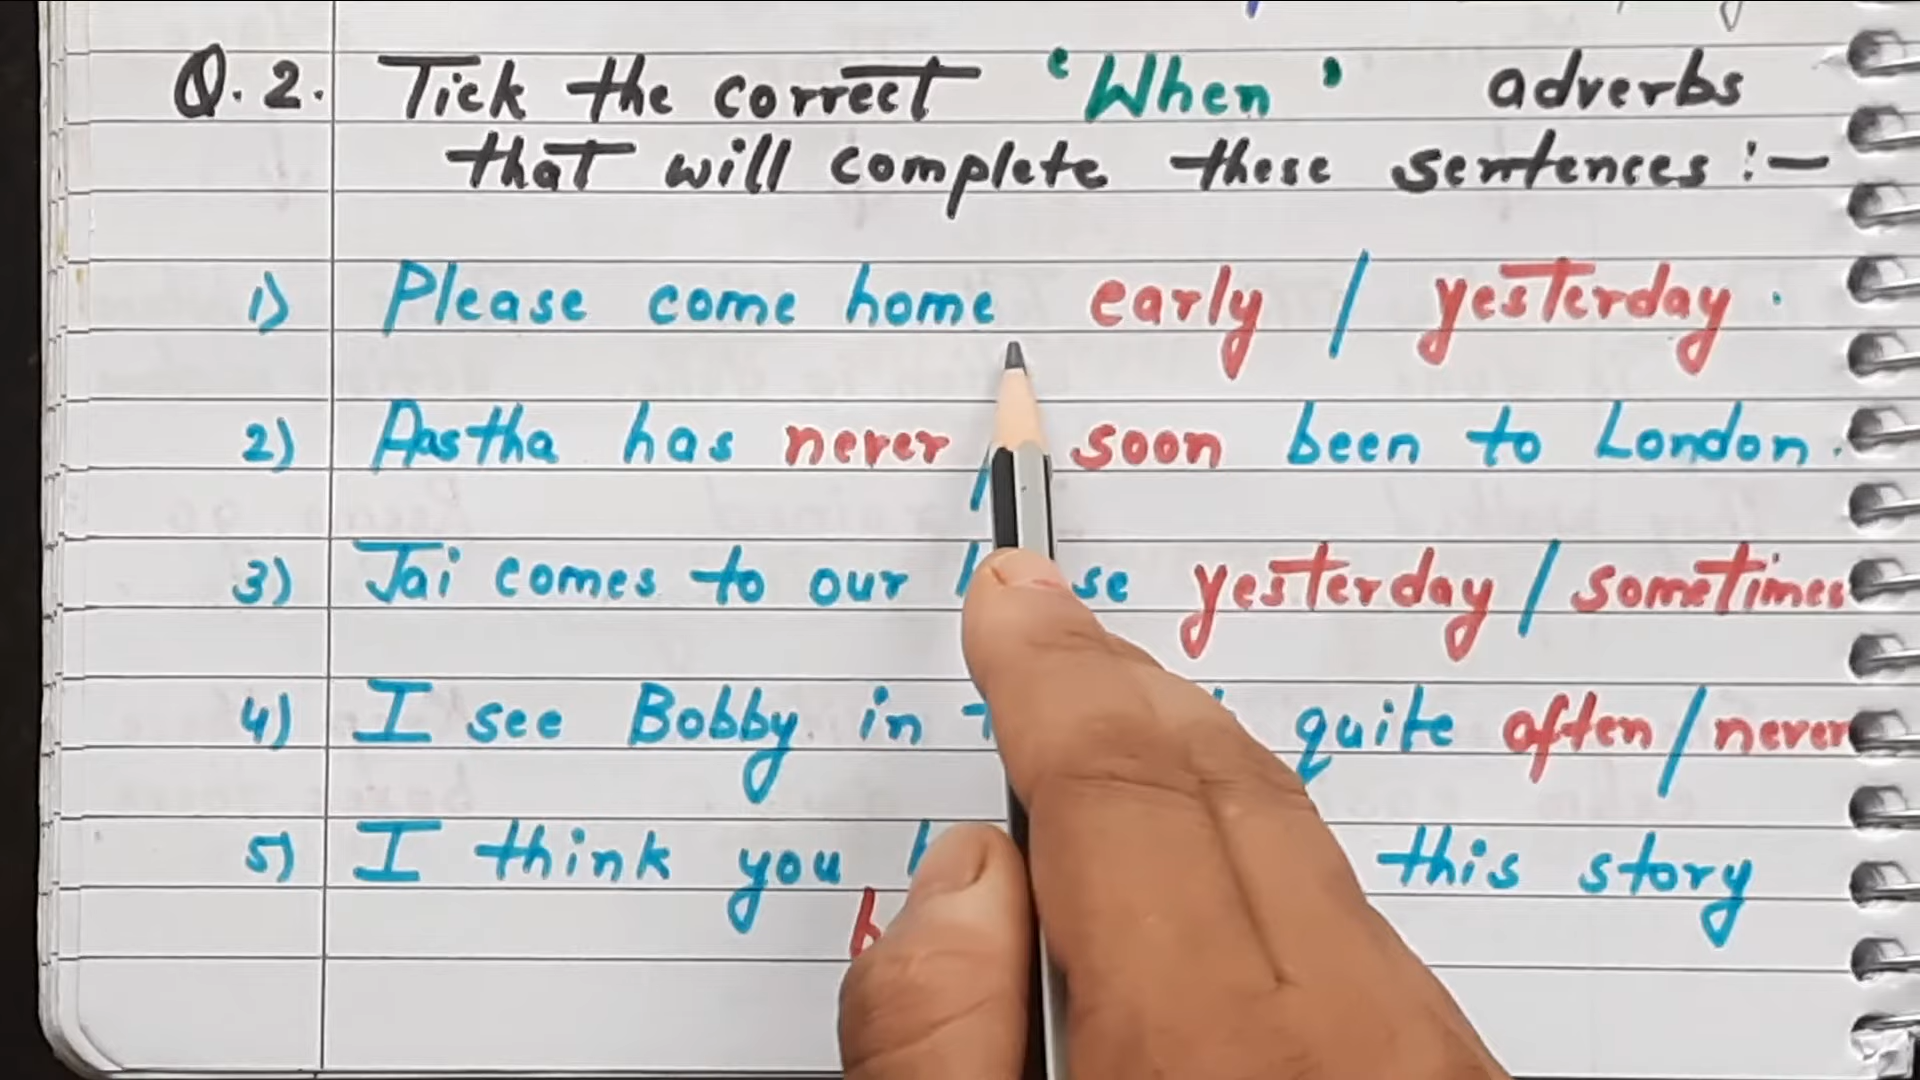 Q.2. Tick the correct 'When' adverbs
that will complete these sentences:-
1) Please come home early / yesterday.
2) Aastha has never / soon been to London.
3) Jai comes to our yesterday / sometimes
4) I see Bobby in quite often / never
5) I think you this story